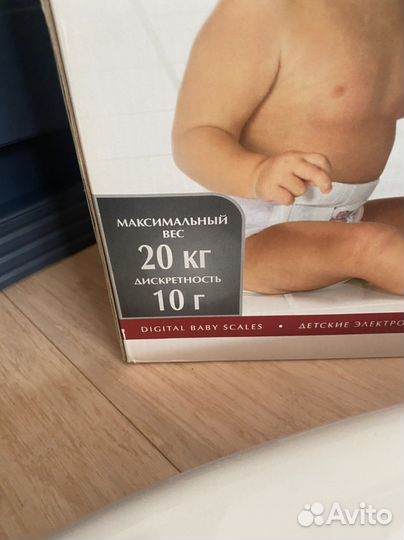 МАКСИМАЛЬНЫЙ
ВЕС
20 КГ
ДИСКРЕТНОСТЬ
10 Г
DIGITAL BABY SCALES • ДЕТСКИЕ ЭЛЕКТРО
Avito